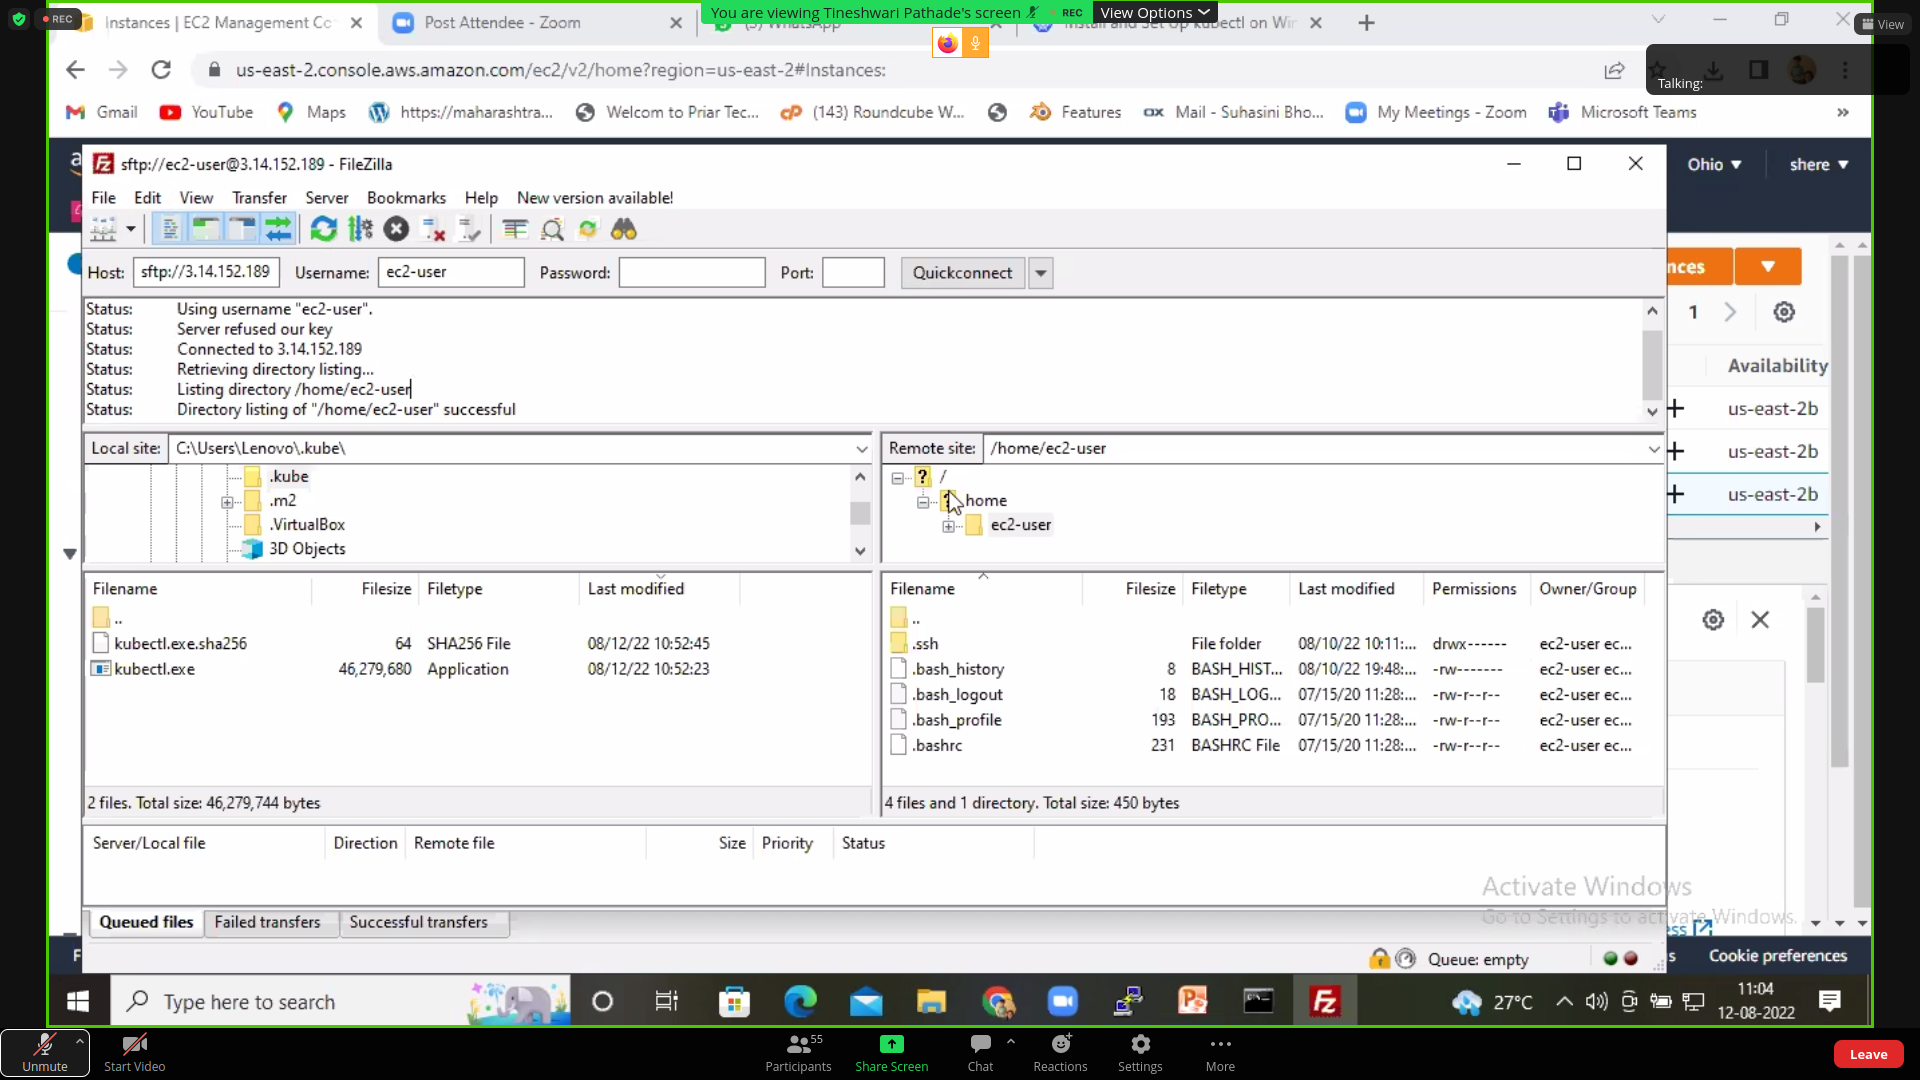 REC
You are viewing Tineshwari Pathade's screen
REC
View Options
View
Instances | EC2 Management Co
Post Attendee - Zoom
(3) WhatsApp
Install and Set Up kubectl on Win
us-east-2.console.aws.amazon.com/ec2/v2/home?region=us-east-2#Instances:
Talking:
Gmail
YouTube
Maps
https://maharashtra...
Welcom to Priar Tec...
(143) Roundcube W...
Features
Mail - Suhasini Bho...
My Meetings - Zoom
Microsoft Teams
»
sftp://ec2-user@3.14.152.189 - FileZilla
Ohio
shere
File Edit View Transfer Server Bookmarks Help New version available!
Host: sftp://3.14.152.189 Username: ec2-user Password: Port: Quickconnect
nces
Status: Using username "ec2-user".
Status: Server refused our key
Status: Connected to 3.14.152.189
Status: Retrieving directory listing...
Status: Listing directory /home/ec2-user
Status: Directory listing of "/home/ec2-user" successful
1
Availability
us-east-2b
us-east-2b
us-east-2b
Local site: C:\Users\Lenovo\.kube\
.kube
.m2
.VirtualBox
3D Objects
Remote site: /home/ec2-user
/
home
ec2-user
Filename Filesize Filetype Last modified
..
kubectl.exe.sha256 64 SHA256 File 08/12/22 10:52:45
kubectl.exe 46,279,680 Application 08/12/22 10:52:23
2 files. Total size: 46,279,744 bytes
Filename Filesize Filetype Last modified Permissions Owner/Group
..
.ssh File folder 08/10/22 10:11:... drwx------ ec2-user ec...
.bash_history 8 BASH_HIST... 08/10/22 19:48:... -rw------- ec2-user ec...
.bash_logout 18 BASH_LOG... 07/15/20 11:28:... -rw-r--r-- ec2-user ec...
.bash_profile 193 BASH_PRO... 07/15/20 11:28:... -rw-r--r-- ec2-user ec...
.bashrc 231 BASHRC File 07/15/20 11:28:... -rw-r--r-- ec2-user ec...
4 files and 1 directory. Total size: 450 bytes
Server/Local file Direction Remote file Size Priority Status
Activate Windows
Go to Settings to activate Windows.
Queued files Failed transfers Successful transfers
Queue: empty
Cookie preferences
Type here to search
27°C
11:04
12-08-2022
Unmute
Start Video
55
Participants
Share Screen
Chat
Reactions
Settings
More
Leave